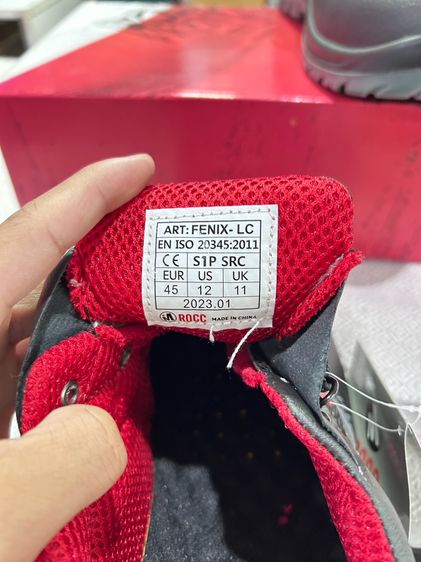 ART: FENIX- LC
EN ISO 20345:2011
CE S1P SRC
EUR US UK
45 12 11
2023.01
ROCC MADE IN CHINA